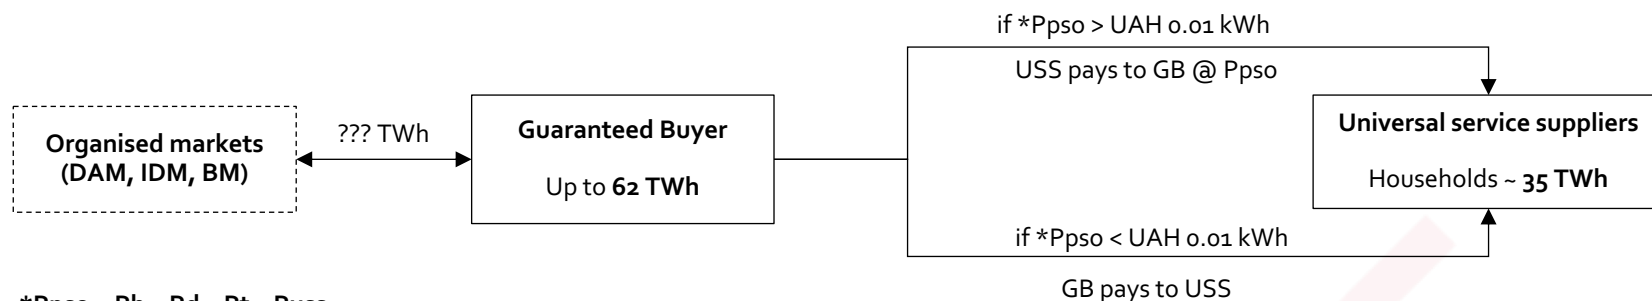 if *Ppso > UAH 0.01 kWh
USS pays to GB @ Ppso
Organised markets
(DAM, IDM, BM)
??? TWh
Guaranteed Buyer
Up to 62 TWh
Universal service suppliers
Households ~ 35 TWh
if *Ppso < UAH 0.01 kWh
GB pays to USS